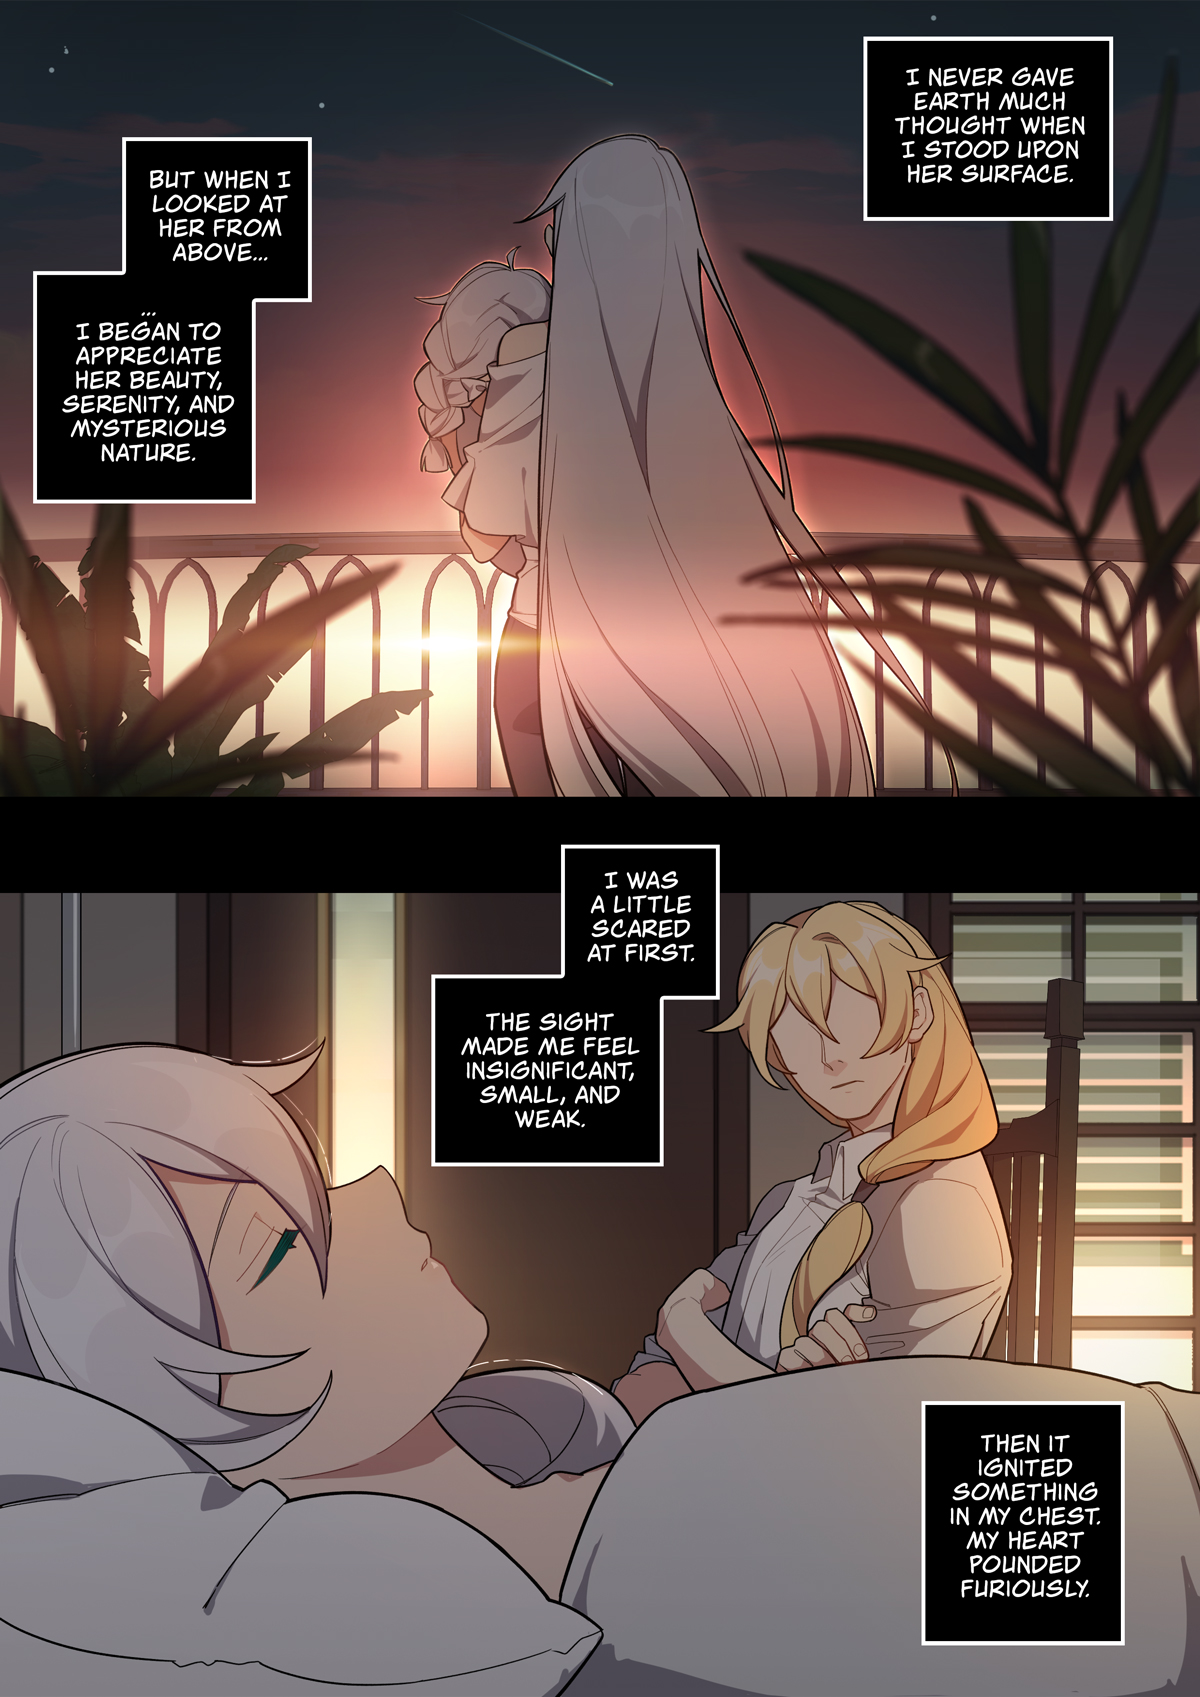 I NEVER GAVE
EARTH MUCH
THOUGHT WHEN
I STOOD UPON
HER SURFACE.
BUT WHEN I
LOOKED AT
HER FROM
ABOVE...
...
I BEGAN TO
APPRECIATE
HER BEAUTY,
SERENITY, AND
MYSTERIOUS
NATURE.
I WAS
A LITTLE
SCARED
AT FIRST.
THE SIGHT
MADE ME FEEL
INSIGNIFICANT,
SMALL, AND
WEAK.
THEN IT
IGNITED
SOMETHING
IN MY CHEST.
MY HEART
POUNDED
FURIOUSLY.